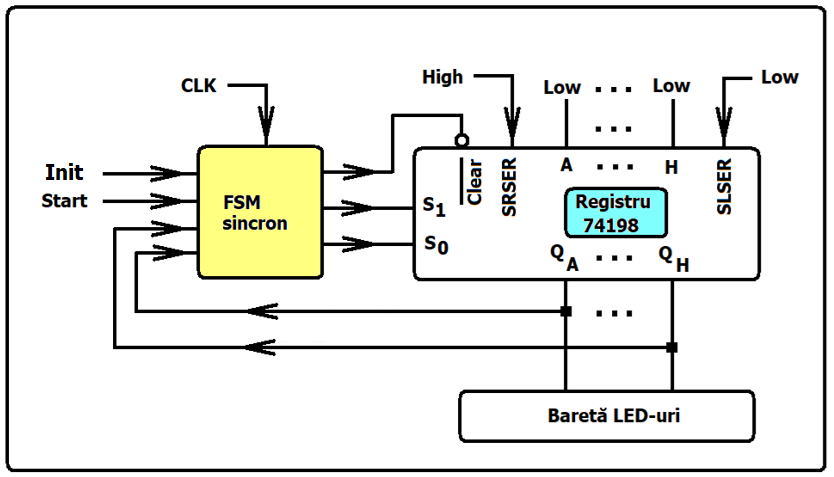 High
Low
Low
Low
CLK
Init
Start
FSM
sincron
Clear
SRSER
A
H
SLSER
S1
S0
Registru
74198
QA
QH
Baretă LED-uri